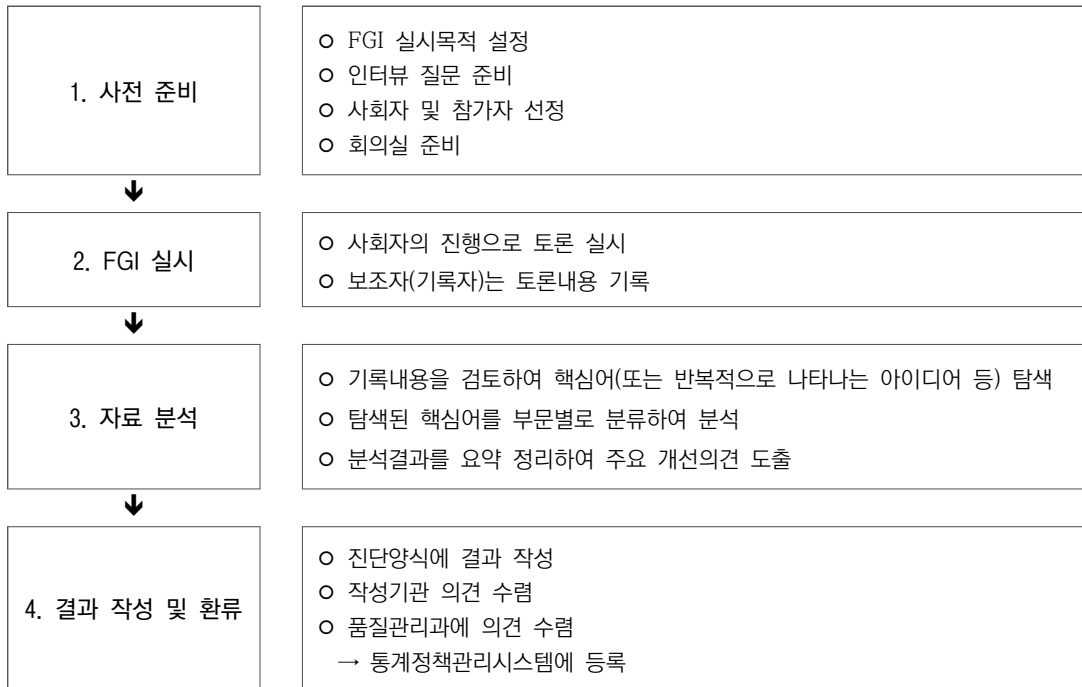 1. 사전 준비
○ FGI 실시목적 설정
○ 인터뷰 질문 준비
○ 사회자 및 참가자 선정
○ 회의실 준비
🡻
2. FGI 실시
○ 사회자의 진행으로 토론 실시
○ 보조자(기록자)는 토론내용 기록
🡻
3. 자료 분석
○ 기록내용을 검토하여 핵심어(또는 반복적으로 나타나는 아이디어 등) 탐색
○ 탐색된 핵심어를 부문별로 분류하여 분석
○ 분석결과를 요약 정리하여 주요 개선의견 도출
🡻
4. 결과 작성 및 환류
○ 진단양식에 결과 작성
○ 작성기관 의견 수렴
○ 품질관리과에 의견 수렴
→ 통계정책관리시스템에 등록